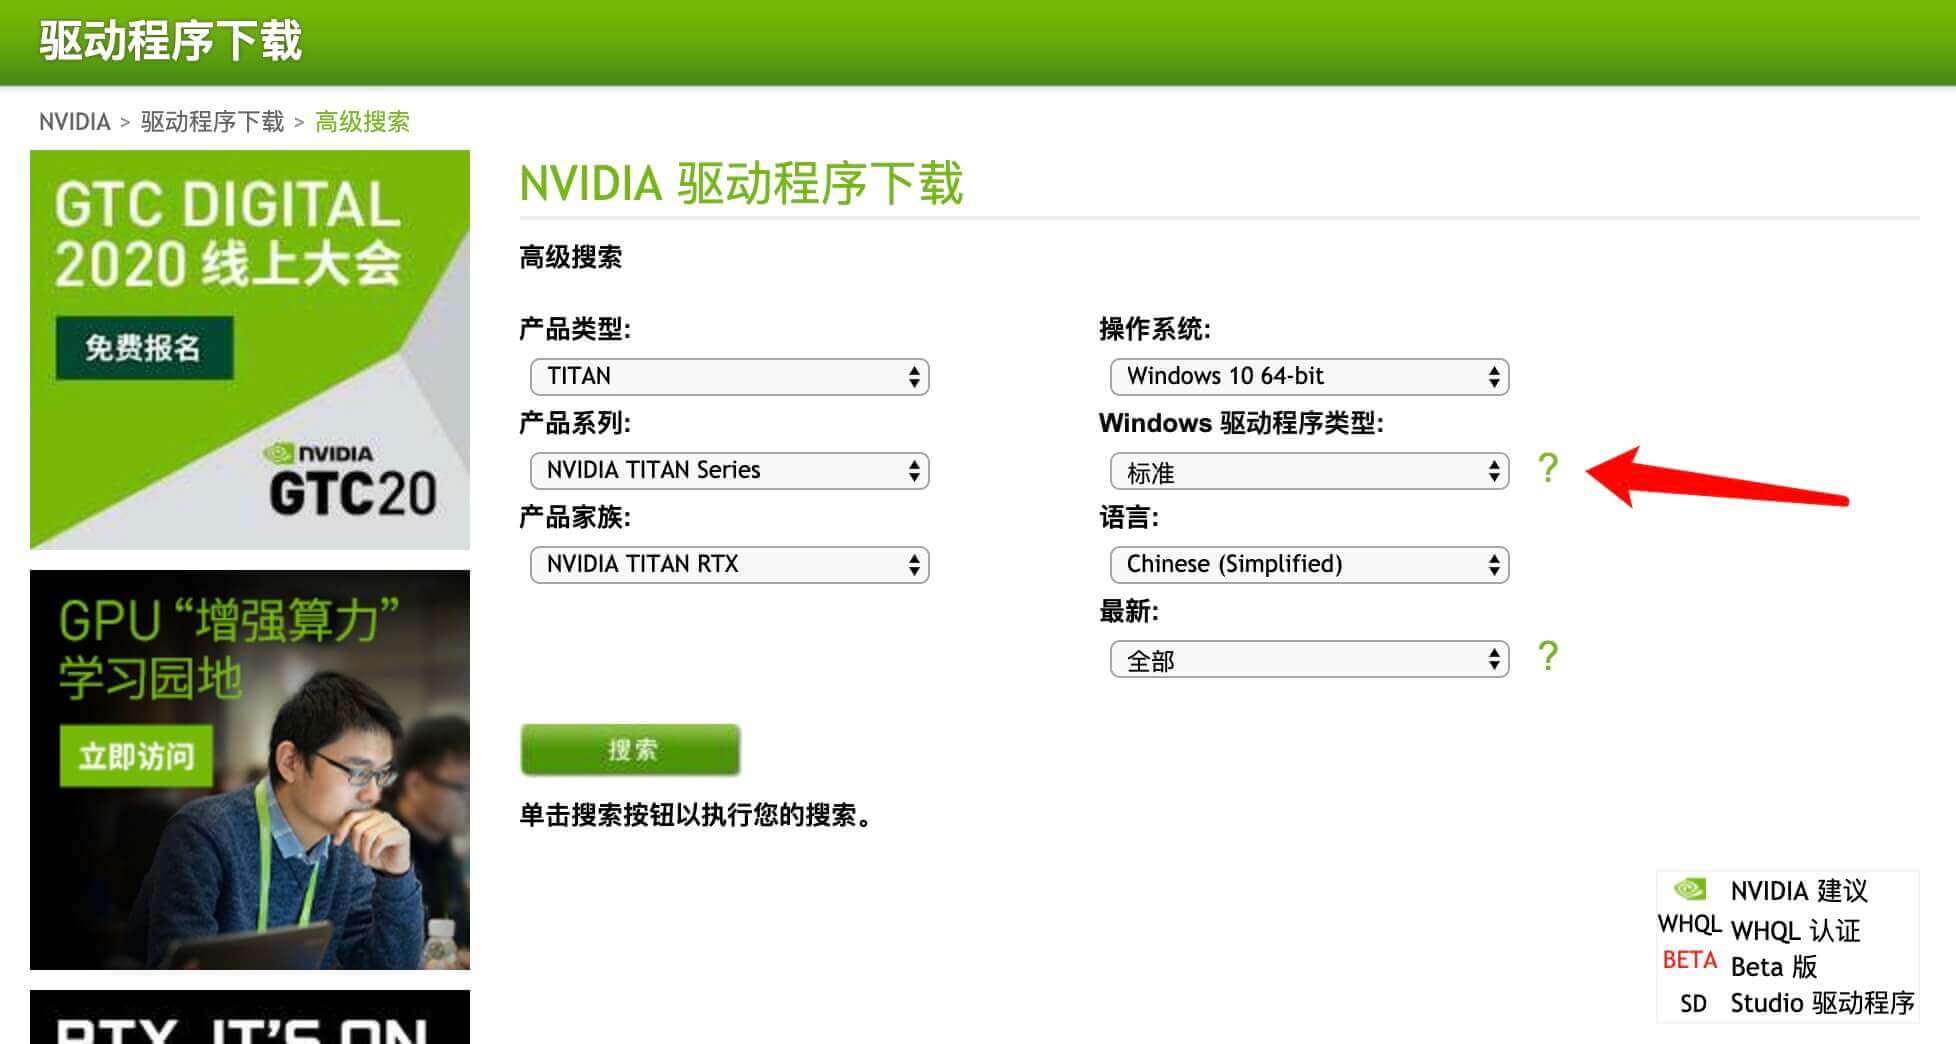 驱动程序下载
NVIDIA > 驱动程序下载 > 高级搜索
GTC DIGITAL
2020 线上大会
免费报名
NVIDIA
GTC20
GPU “增强算力”
学习园地
立即访问
RTX. IT'S ON
NVIDIA 驱动程序下载
高级搜索
产品类型:
TITAN
产品系列:
NVIDIA TITAN Series
产品家族:
NVIDIA TITAN RTX
操作系统:
Windows 10 64-bit
Windows 驱动程序类型:
标准 ?
语言:
Chinese (Simplified)
最新:
全部 ?
搜索
单击搜索按钮以执行您的搜索。
NVIDIA 建议
WHQL WHQL 认证
BETA Beta 版
SD Studio 驱动程序